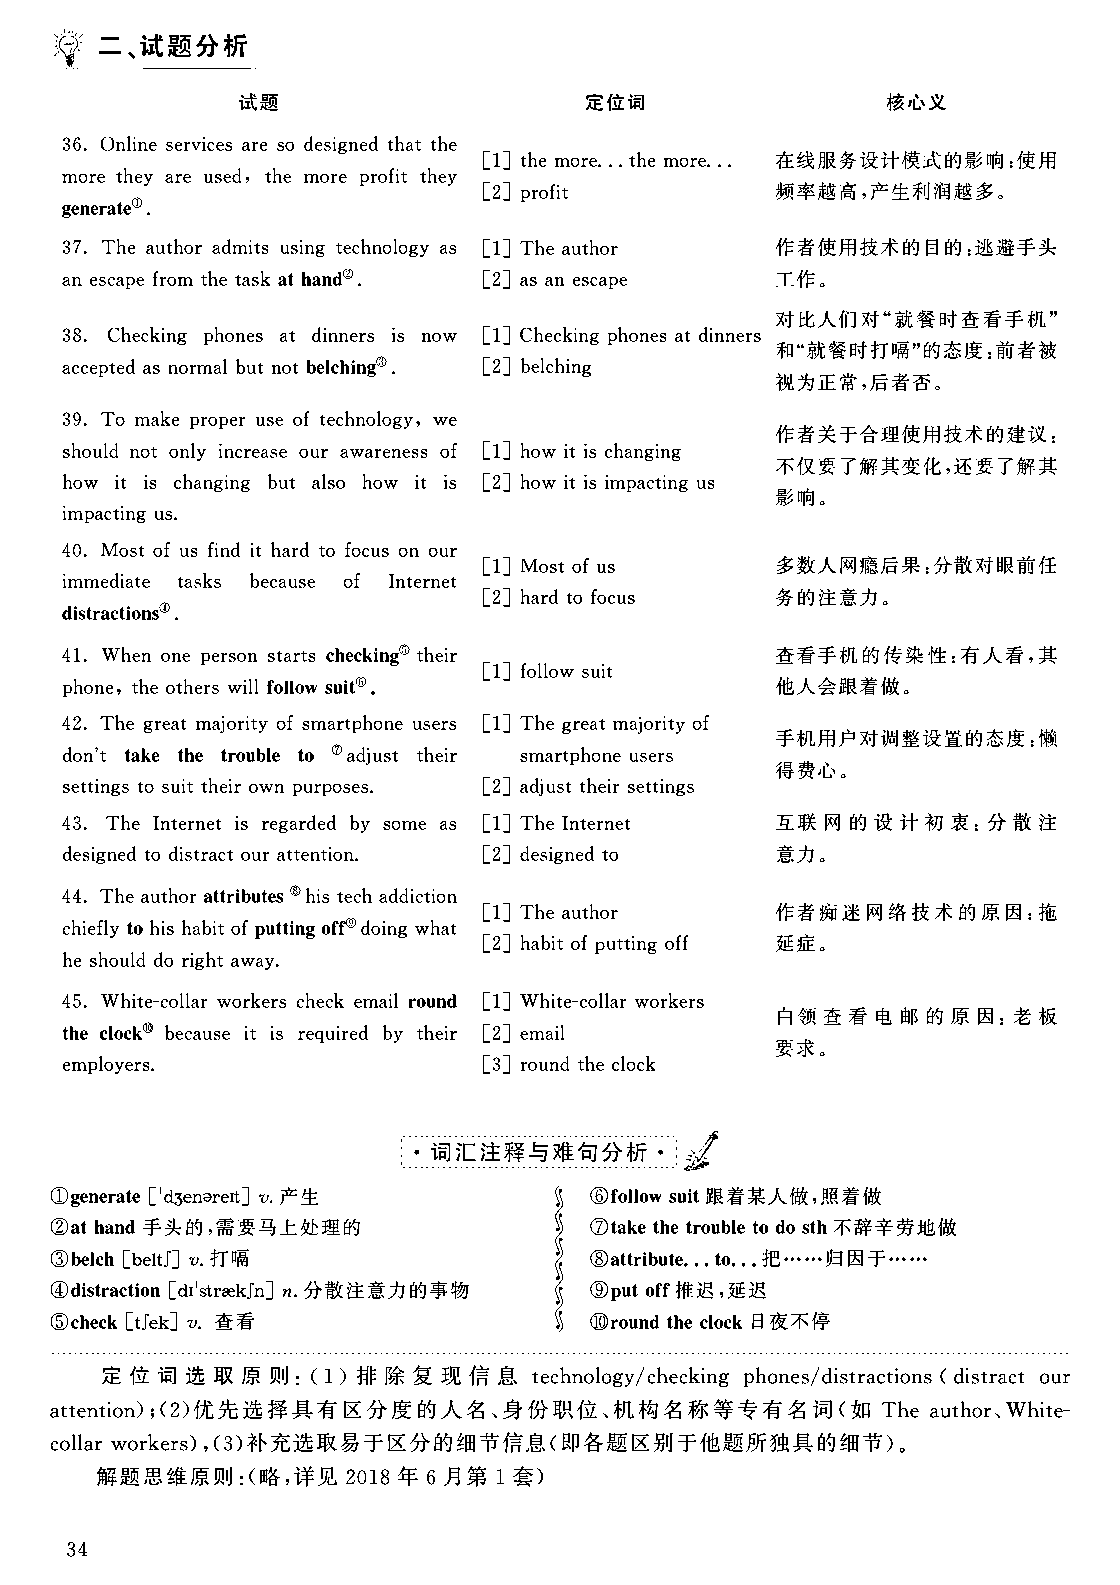 二、试题分析
试题 定位词 核心义
36. Online services are so designed that the
more they are used, the more profit they
generate①.
[1] the more...the more...
[2] profit
在线服务设计模式的影响:使用
频率越高,产生利润越多。
37. The author admits using technology as
an escape from the task at hand②.
[1] The author
[2] as an escape
作者使用技术的目的:逃避手头
工作。
38. Checking phones at dinners is now
accepted as normal but not belching③.
[1] Checking phones at dinners
[2] belching
对比人们对“就餐时查看手机”
和“就餐时打嗝”的态度:前者被
视为正常,后者否。
39. To make proper use of technology, we
should not only increase our awareness of
how it is changing but also how it is
impacting us.
[1] how it is changing
[2] how it is impacting us
作者关于合理使用技术的建议:
不仅要了解其变化,还要了解其
影响。
40. Most of us find it hard to focus on our
immediate tasks because of Internet
distractions④.
[1] Most of us
[2] hard to focus
多数人网瘾后果:分散对眼前任
务的注意力。
41. When one person starts checking⑤ their
phone, the others will follow suit⑥.
[1] follow suit
查看手机的传染性:有人看,其
他人会跟着做。
42. The great majority of smartphone users
don't take the trouble to ⑦adjust their
settings to suit their own purposes.
[1] The great majority of
smartphone users
[2] adjust their settings
手机用户对调整设置的态度:懒
得费心。
43. The Internet is regarded by some as
designed to distract our attention.
[1] The Internet
[2] designed to
互联网的设计初衷:分散注
意力。
44. The author attributes ⑧his tech addiction
chiefly to his habit of putting off⑨doing what
he should do right away.
[1] The author
[2] habit of putting off
作者痴迷网络技术的原因:拖
延症。
45. White-collar workers check email round
the clock⑩ because it is required by their
employers.
[1] White-collar workers
[2] email
[3] round the clock
白领查看电邮的原因:老板
要求。
·词汇注释与难句分析·
①generate [ˈdʒenəreɪt] v. 产生
②at hand 手头的,需要马上处理的
③belch [beltʃ] v. 打嗝
④distraction [dɪˈstrækʃn] n. 分散注意力的事物
⑤check [tʃek] v. 查看
⑥follow suit 跟着某人做,照着做
⑦take the trouble to do sth 不辞辛劳地做
⑧attribute...to...把……归因于……
⑨put off 推迟,延迟
⑩round the clock 日夜不停
定位词选取原则:(1)排除复现信息 technology/checking phones/distractions(distract our
attention);(2)优先选择具有区分度的人名、身份职位、机构名称等专有名词(如 The author、White-
collar workers),(3)补充选取易于区分的细节信息(即各题区别于他题所独具的细节)。
解题思维原则:(略,详见 2018 年 6 月第 1 套)
34